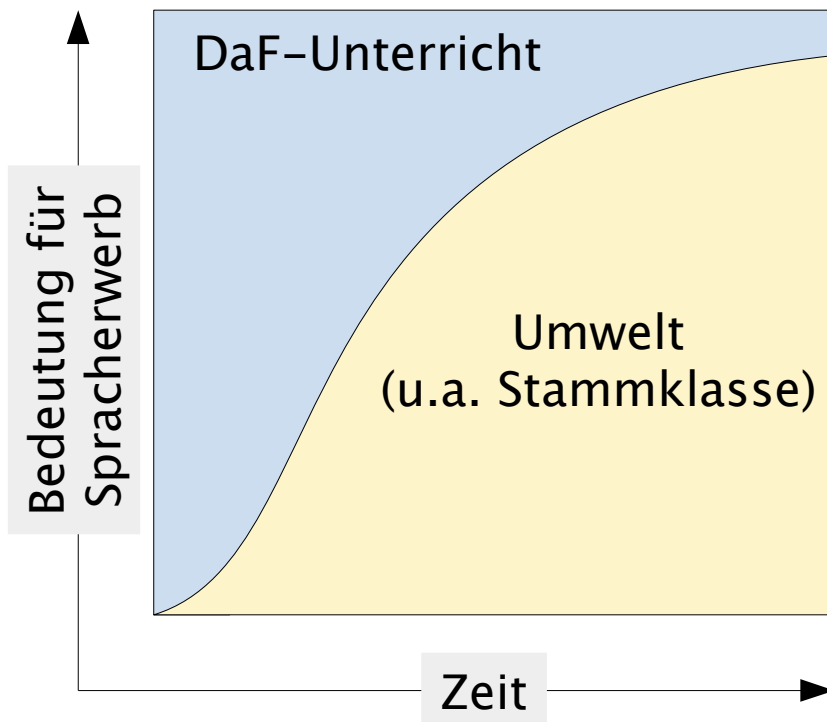 DaF-Unterricht
Bedeutung für
Spracherwerb
Umwelt
(u.a. Stammklasse)
Zeit